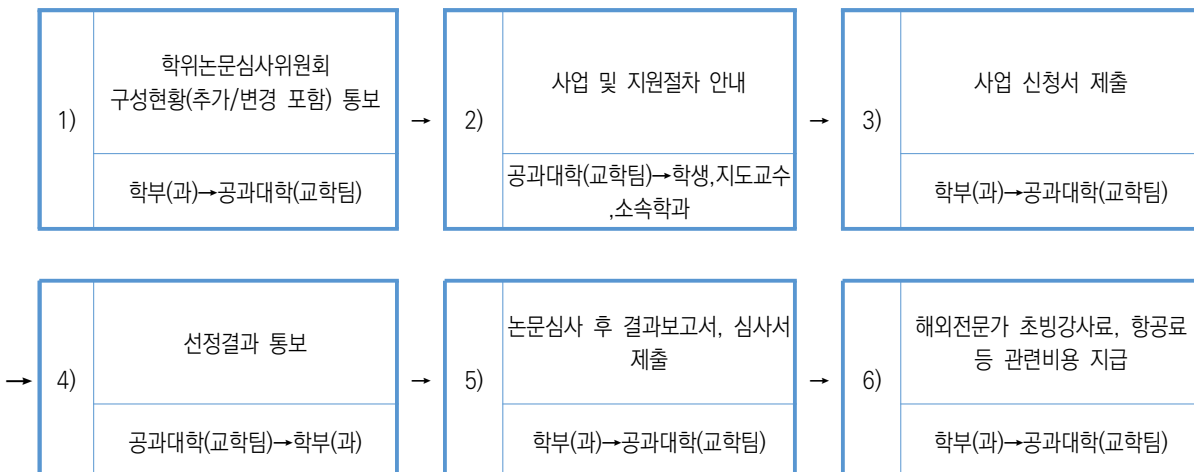 1)
학위논문심사위원회
구성현황(추가/변경 포함) 통보
학부(과)→공과대학(교학팀)
→
2)
사업 및 지원절차 안내
공과대학(교학팀)→학생,지도교수
,소속학과
→
3)
사업 신청서 제출
학부(과)→공과대학(교학팀)
→
4)
선정결과 통보
공과대학(교학팀)→학부(과)
→
5)
논문심사 후 결과보고서, 심사서
제출
학부(과)→공과대학(교학팀)
→
6)
해외전문가 초빙강사료, 항공료
등 관련비용 지급
학부(과)→공과대학(교학팀)